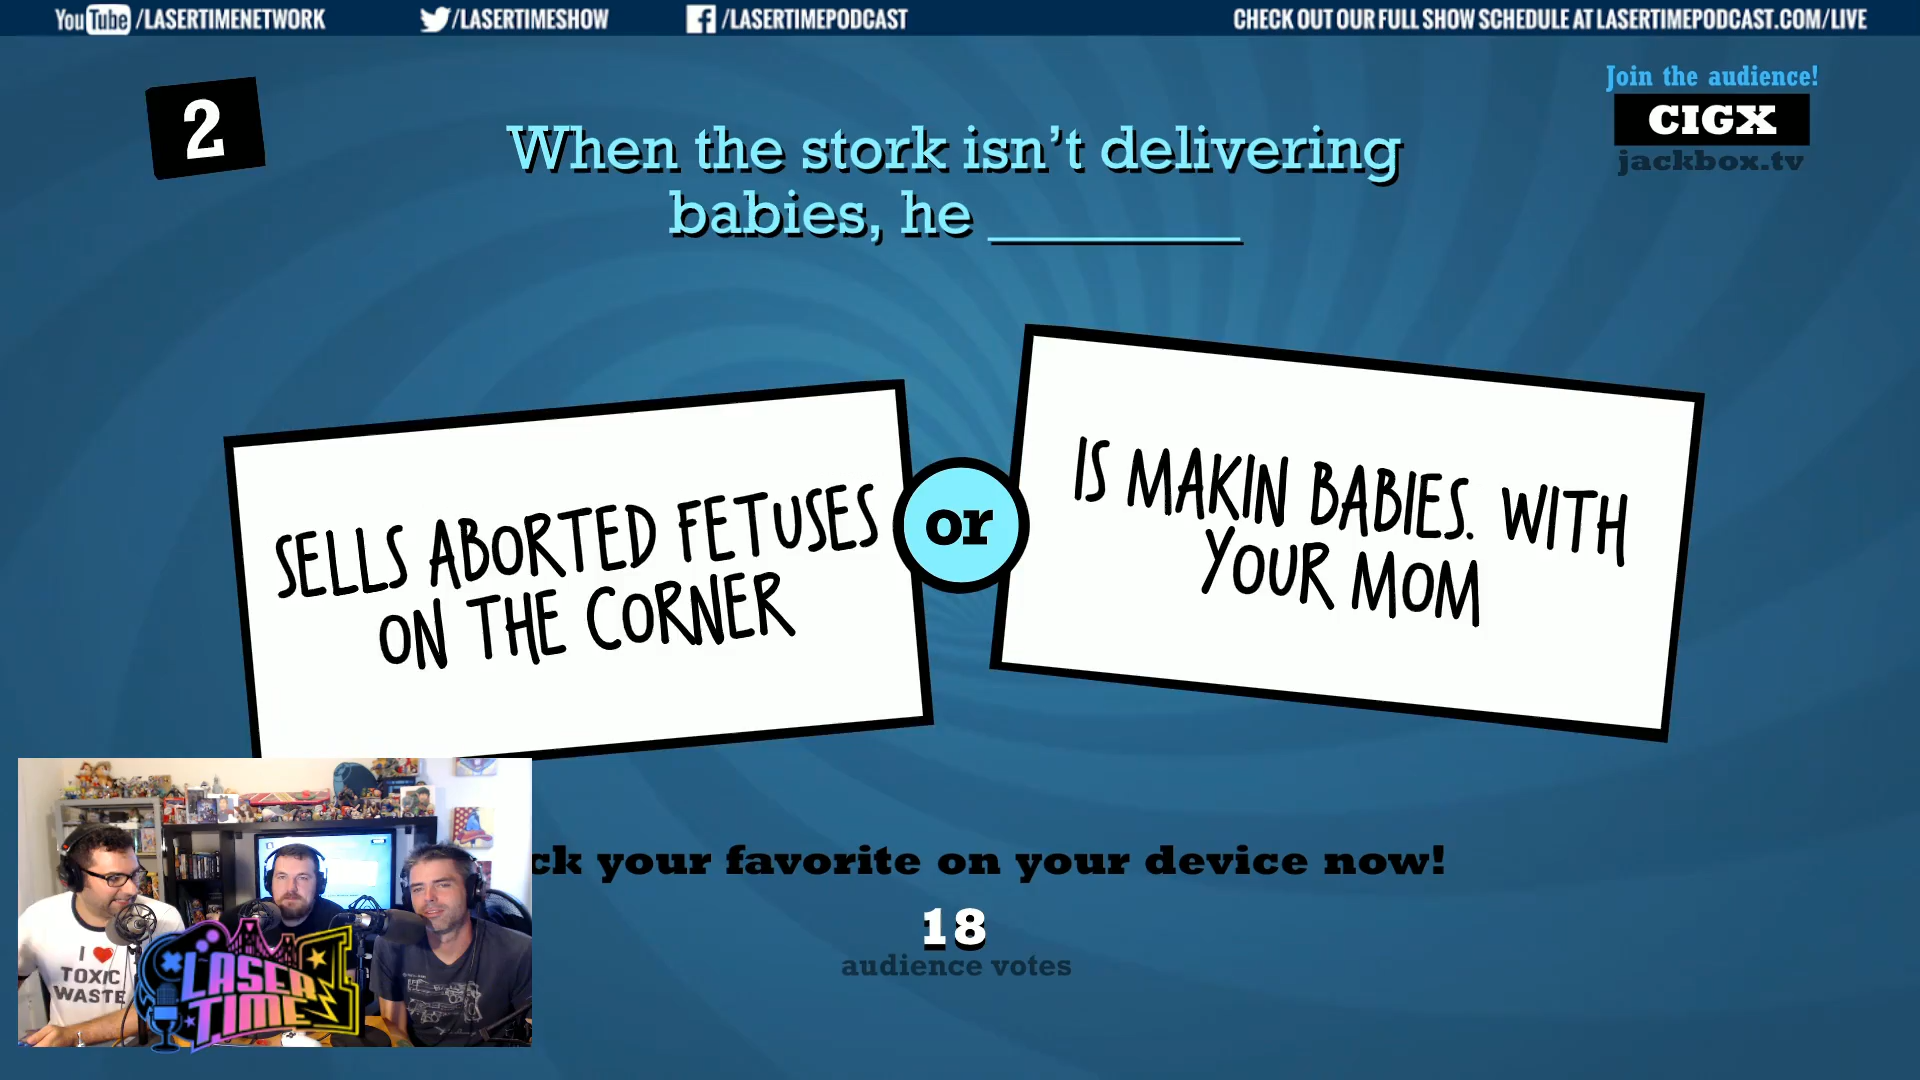 YouTube /LASERTIMENETWORK /LASERTIMESHOW /LASERTIMEPODCAST CHECK OUT OUR FULL SHOW SCHEDULE AT LASERTIMEPODCAST.COM/LIVE
Join the audience!
CIGX
jackbox.tv
2
When the stork isn't delivering
babies, he ________
SELLS ABORTED FETUSES
ON THE CORNER
or
IS MAKIN BABIES. WITH
YOUR MOM
ck your favorite on your device now!
18
audience votes
I
TOXIC
WASTE
LASER
TIME